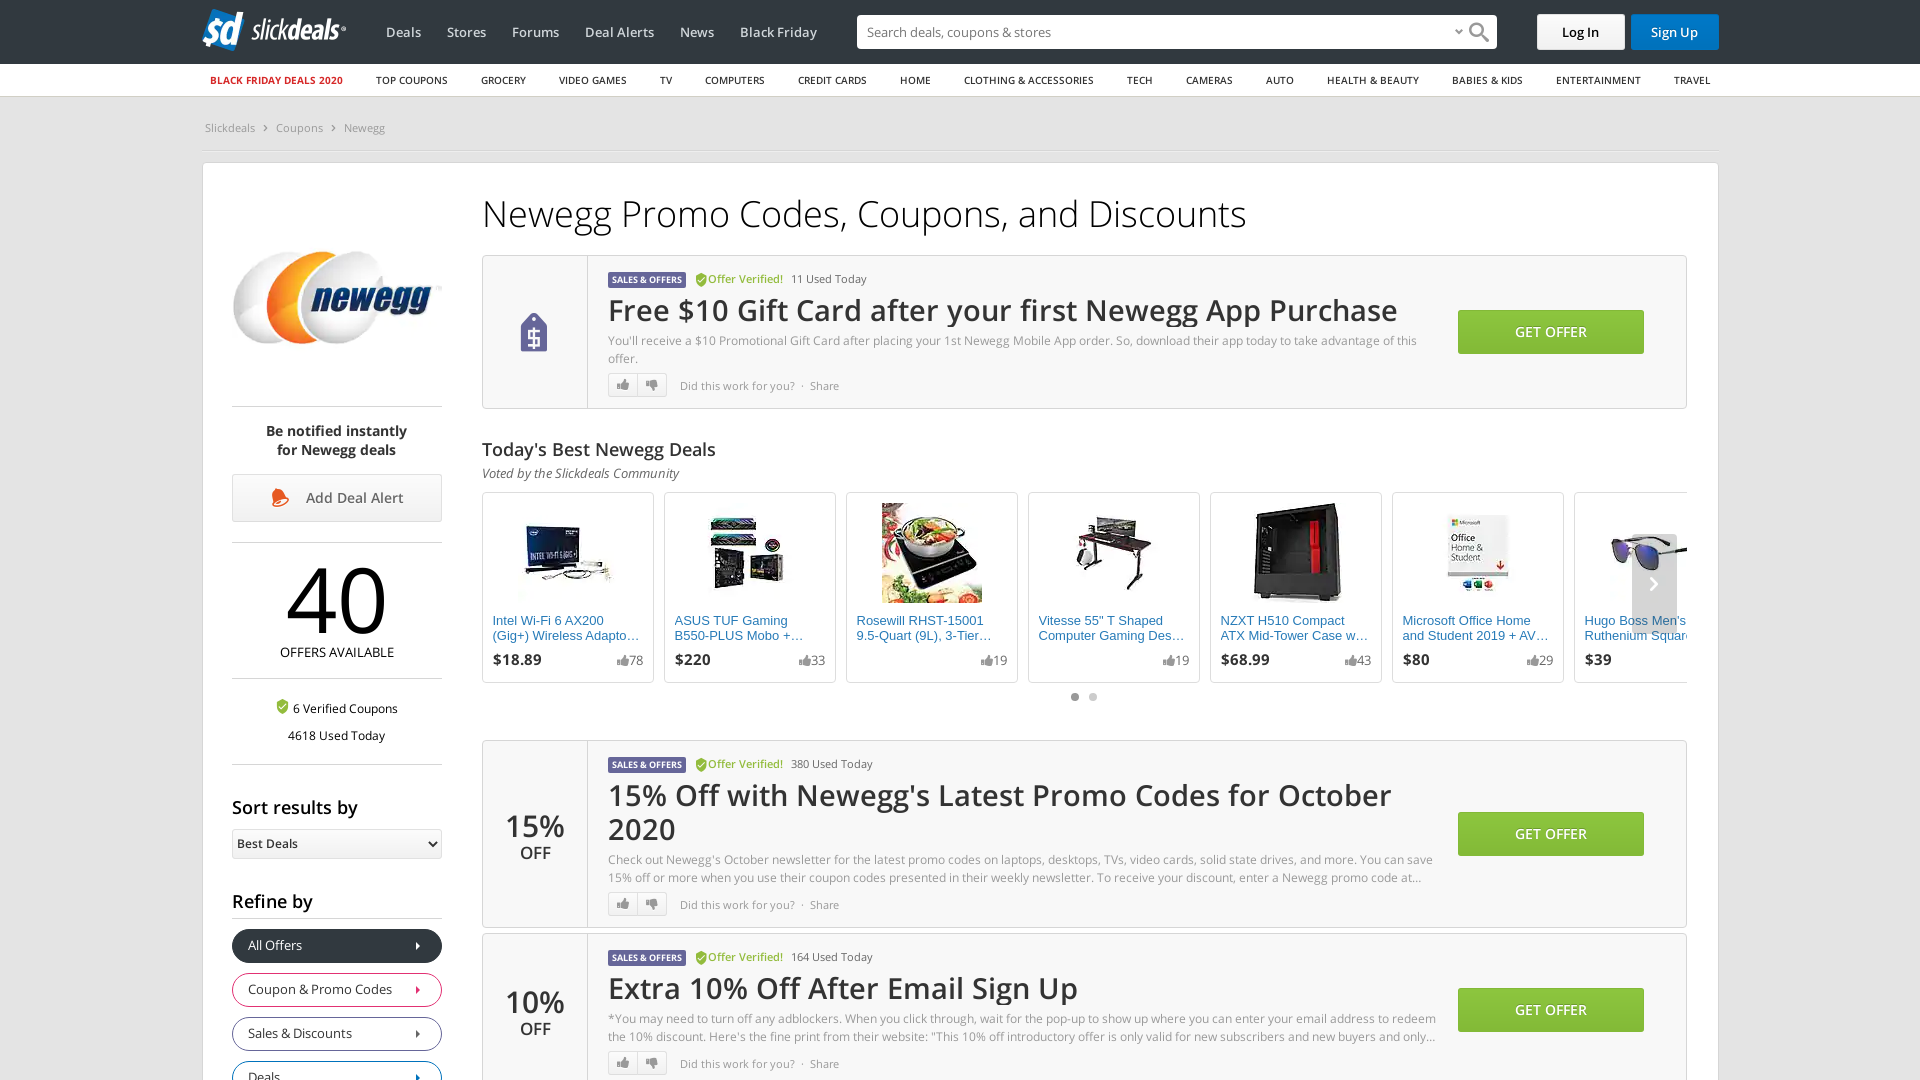 sd slickdeals
Deals Stores Forums Deal Alerts News Black Friday
Search deals, coupons & stores
Log In Sign Up
BLACK FRIDAY DEALS 2020 TOP COUPONS GROCERY VIDEO GAMES TV COMPUTERS CREDIT CARDS HOME CLOTHING & ACCESSORIES TECH CAMERAS AUTO HEALTH & BEAUTY BABIES & KIDS ENTERTAINMENT TRAVEL
Slickdeals > Coupons > Newegg
newegg
Be notified instantly
for Newegg deals
Add Deal Alert
40
OFFERS AVAILABLE
6 Verified Coupons
4618 Used Today
Sort results by
Best Deals
Refine by
All Offers
Coupon & Promo Codes
Sales & Discounts
Deals
Newegg Promo Codes, Coupons, and Discounts
SALES & OFFERS Offer Verified! 11 Used Today
Free $10 Gift Card after your first Newegg App Purchase
You'll receive a $10 Promotional Gift Card after placing your 1st Newegg Mobile App order. So, download their app today to take advantage of this
offer.
Did this work for you? · Share
GET OFFER
Today's Best Newegg Deals
Voted by the Slickdeals Community
Intel Wi-Fi 6 AX200
(Gig+) Wireless Adapto…
$18.89 78
ASUS TUF Gaming
B550-PLUS Mobo +…
$220 33
Rosewill RHST-15001
9.5-Quart (9L), 3-Tier…
19
Vitesse 55" T Shaped
Computer Gaming Des…
19
NZXT H510 Compact
ATX Mid-Tower Case w…
$68.99 43
Microsoft
Office
Home &
Student
Microsoft Office Home
and Student 2019 + AV…
$80 29
Hugo Boss Men's
Ruthenium Squar
$39
15%
OFF
SALES & OFFERS Offer Verified! 380 Used Today
15% Off with Newegg's Latest Promo Codes for October
2020
Check out Newegg's October newsletter for the latest promo codes on laptops, desktops, TVs, video cards, solid state drives, and more. You can save
15% off or more when you use their coupon codes presented in their weekly newsletter. To receive your discount, enter a Newegg promo code at...
Did this work for you? · Share
GET OFFER
10%
OFF
SALES & OFFERS Offer Verified! 164 Used Today
Extra 10% Off After Email Sign Up
*You may need to turn off any adblockers. When you click through, wait for the pop-up to show up where you can enter your email address to redeem
the 10% discount. Here's the fine print from their website: "This 10% off introductory offer is only valid for new subscribers and new buyers and only...
Did this work for you? · Share
GET OFFER